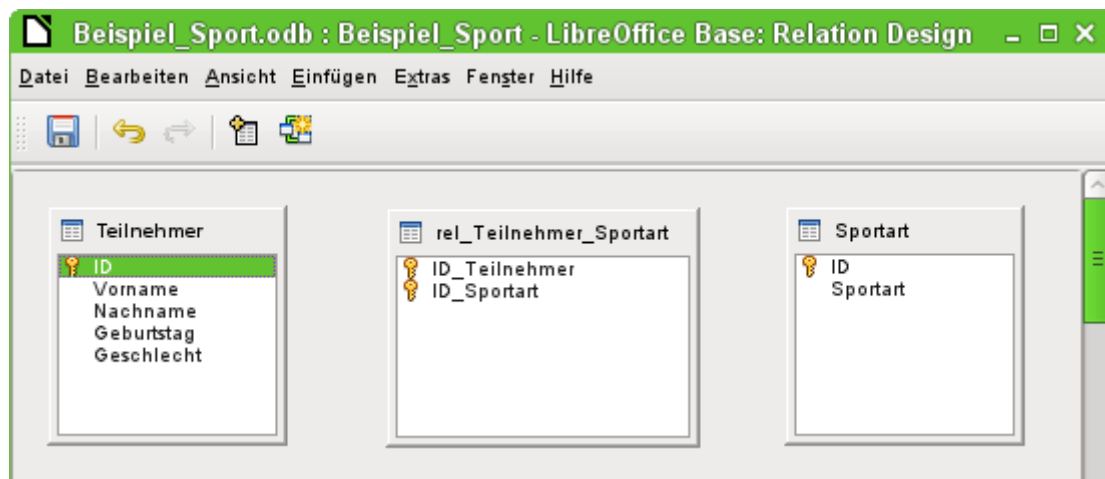 Beispiel_Sport.odb : Beispiel_Sport - LibreOffice Base: Relation Design
Datei Bearbeiten Ansicht Einfügen Extras Fenster Hilfe
Teilnehmer
ID
Vorname
Nachname
Geburtstag
Geschlecht
rel_Teilnehmer_Sportart
ID_Teilnehmer
ID_Sportart
Sportart
ID
Sportart